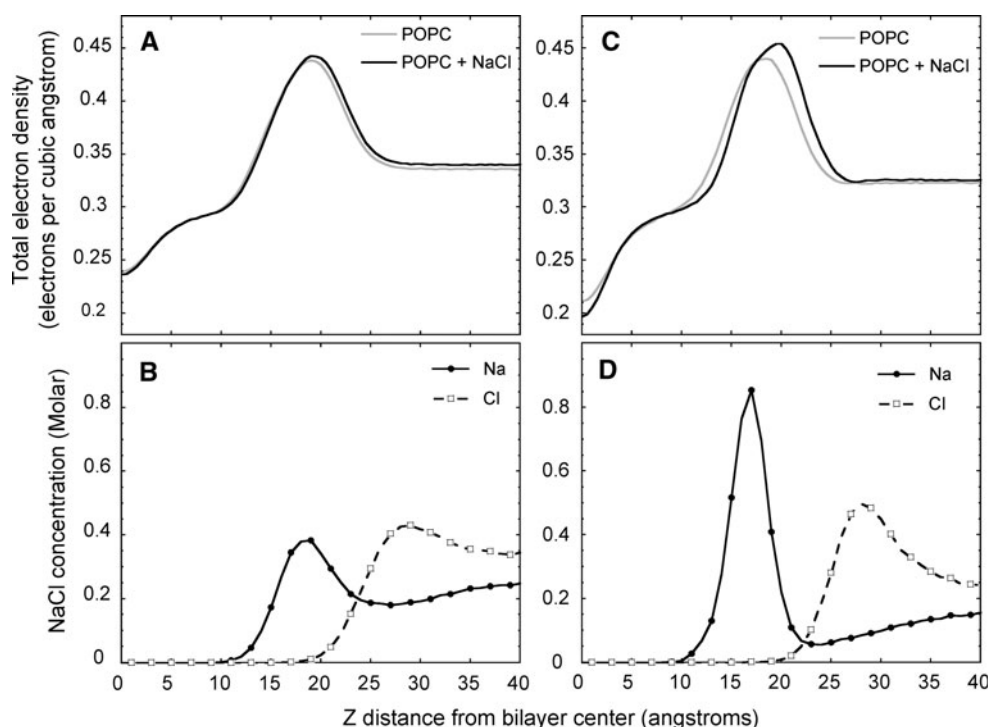 A
POPC
POPC + NaCl
C
POPC
POPC + NaCl
Total electron density
(electrons per cubic angstrom)
0.45
0.4
0.35
0.3
0.25
0.2
0.45
0.4
0.35
0.3
0.25
0.2
B
Na
Cl
D
Na
Cl
NaCl concentration (Molar)
0.8
0.6
0.4
0.2
0
0.8
0.6
0.4
0.2
0
0 5 10 15 20 25 30 35 40
0 5 10 15 20 25 30 35 40
Z distance from bilayer center (angstroms)